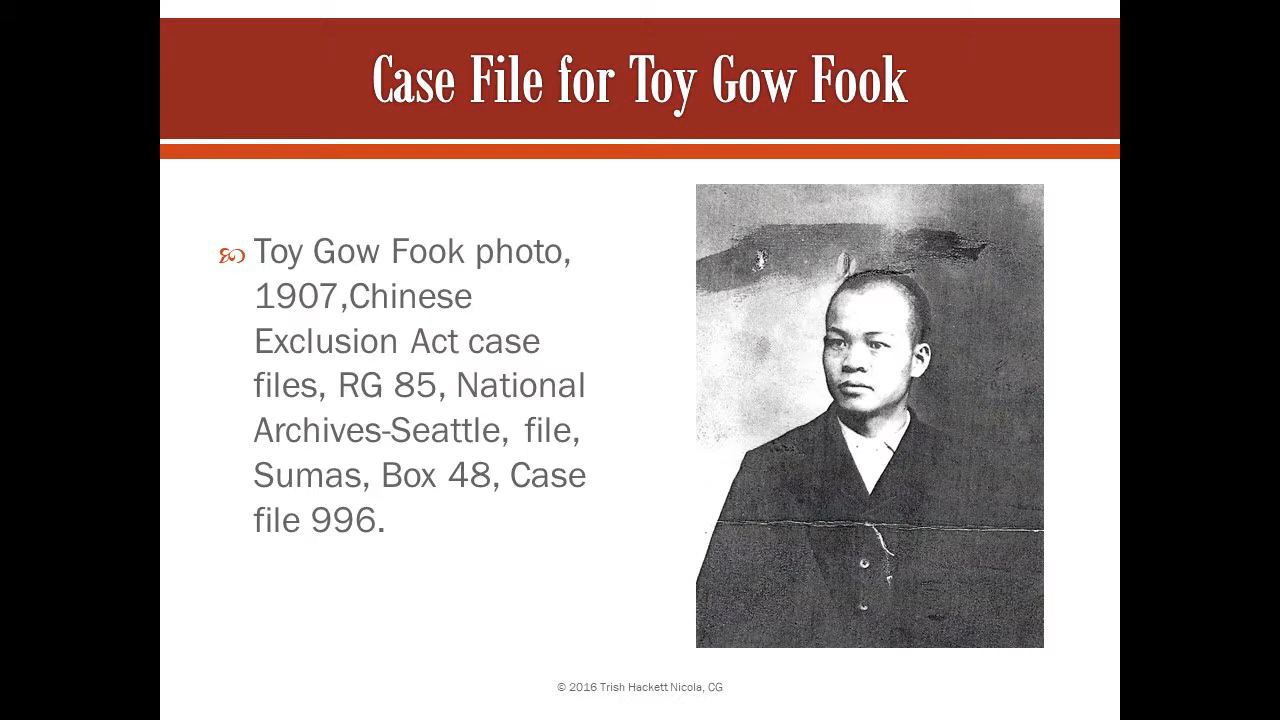 Case File for Toy Gow Fook
Toy Gow Fook photo,
1907,Chinese
Exclusion Act case
files, RG 85, National
Archives-Seattle, file,
Sumas, Box 48, Case
file 996.
© 2016 Trish Hackett Nicola, CG